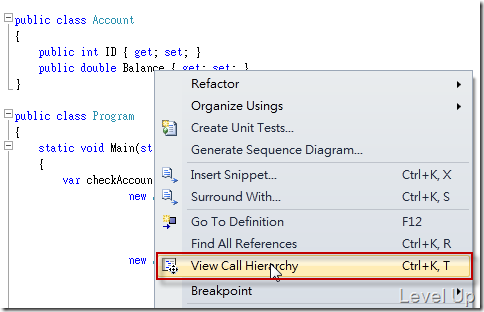 public class Account
{
public int ID { get; set; }
public double Balance { get; set; }
}
public class Program
{
static void Main(st
{
var checkAccoun
new
new
Refactor
Organize Usings
Create Unit Tests...
Generate Sequence Diagram...
Insert Snippet... Ctrl+K, X
Surround With... Ctrl+K, S
Go To Definition F12
Find All References Ctrl+K, R
View Call Hierarchy Ctrl+K, T
Breakpoint
Level Up